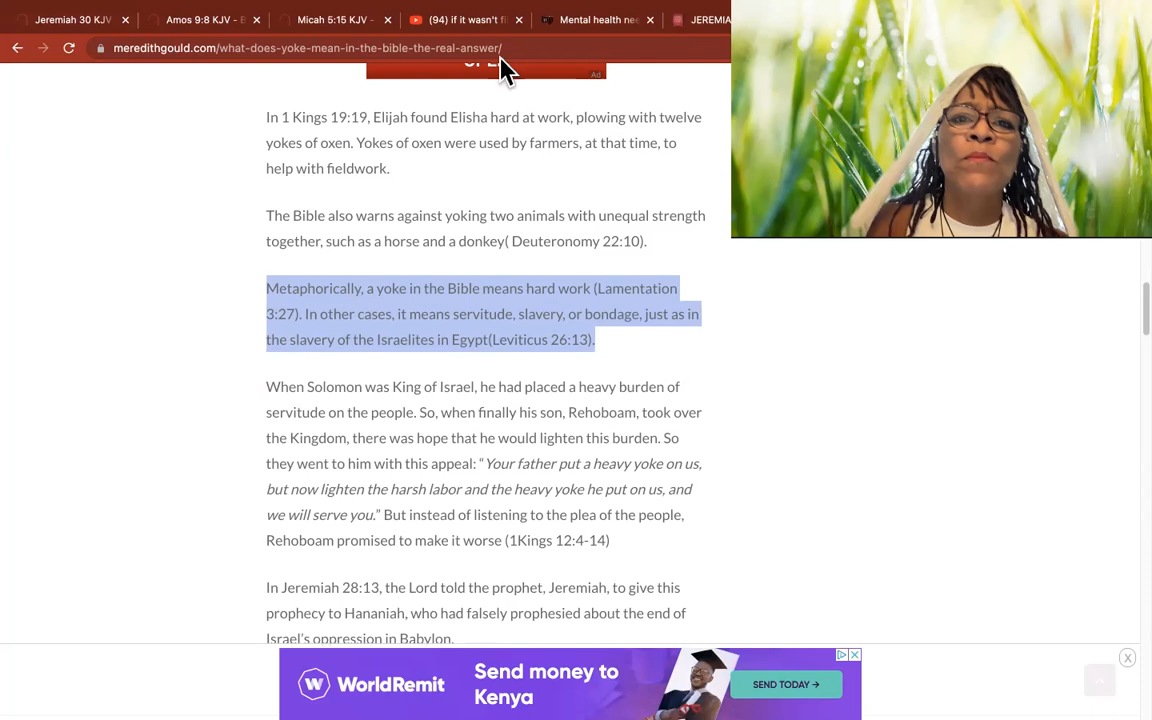 Jeremiah 30 KJV
Amos 9:8 KJV - B
Micah 5:15 KJV -
(94) if it wasn't f
Mental health ne
JEREMIA
meredithgould.com/what-does-yoke-mean-in-the-bible-the-real-answer/
Ad
In 1 Kings 19:19, Elijah found Elisha hard at work, plowing with twelve
yokes of oxen. Yokes of oxen were used by farmers, at that time, to
help with fieldwork.
The Bible also warns against yoking two animals with unequal strength
together, such as a horse and a donkey( Deuteronomy 22:10).
Metaphorically, a yoke in the Bible means hard work (Lamentation
3:27). In other cases, it means servitude, slavery, or bondage, just as in
the slavery of the Israelites in Egypt(Leviticus 26:13).
When Solomon was King of Israel, he had placed a heavy burden of
servitude on the people. So, when finally his son, Rehoboam, took over
the Kingdom, there was hope that he would lighten this burden. So
they went to him with this appeal: “Your father put a heavy yoke on us,
but now lighten the harsh labor and the heavy yoke he put on us, and
we will serve you.” But instead of listening to the plea of the people,
Rehoboam promised to make it worse (1Kings 12:4-14)
In Jeremiah 28:13, the Lord told the prophet, Jeremiah, to give this
prophecy to Hananiah, who had falsely prophesied about the end of
Israel’s oppression in Babylon.
WorldRemit
Send money to
Kenya
SEND TODAY →
X